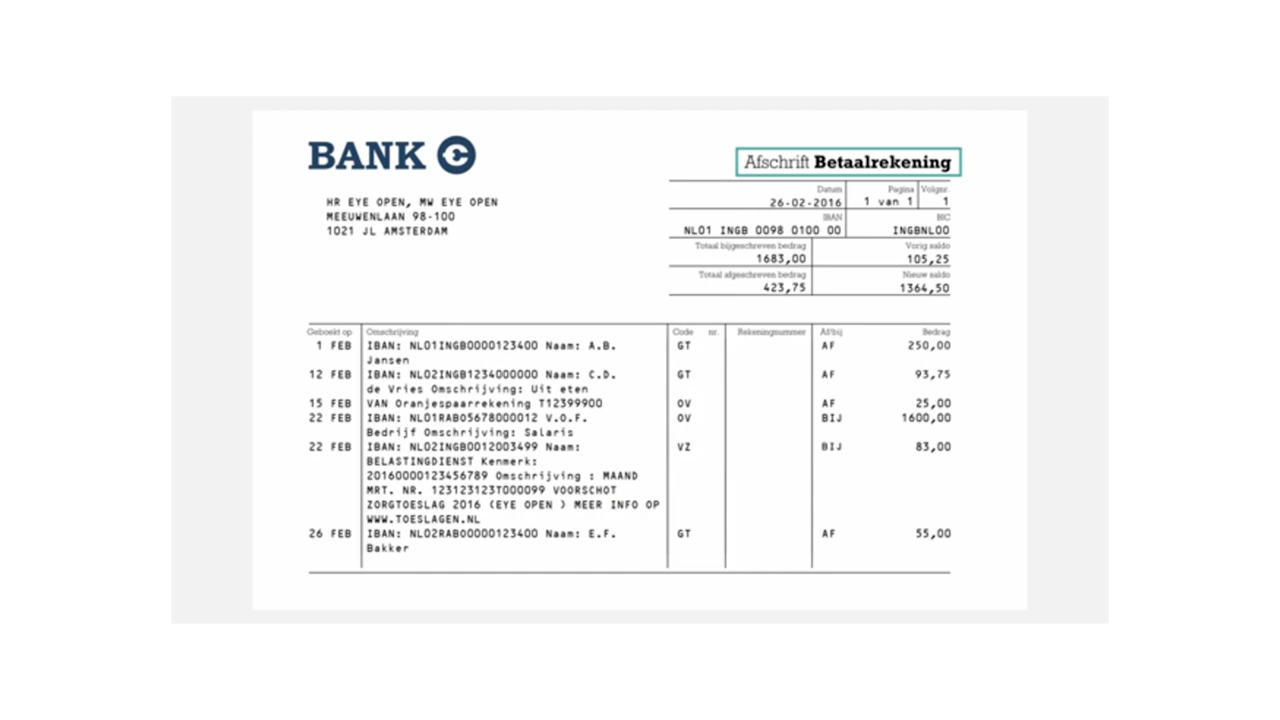 BANK
Afschrift Betaalrekening
HR EYE OPEN, MW EYE OPEN
MEEUWENLAAN 98-100
1021 JL AMSTERDAM
Datum Pagina Volgnr.
26-02-2016 1 van 1 1
IBAN BIC
NL01 INGB 0098 0100 00 INGBNL00
Totaal bijgeschreven bedrag Vorig saldo
1683,00 105,25
Totaal afgeschreven bedrag Nieuw saldo
423,75 1364,50
Geboekt op Omschrijving Code nr. Rekeningnummer Af/bij Bedrag
1 FEB IBAN: NL01INGB0000123400 Naam: A.B. GT AF 250,00
Jansen
12 FEB IBAN: NL02INGB1234000000 Naam: C.D. GT AF 93,75
de Vries Omschrijving: Uit eten
15 FEB VAN Oranjespaarrekening T12399900 OV AF 25,00
22 FEB IBAN: NL01RABO5678000012 V.O.F. OV BIJ 1600,00
Bedrijf Omschrijving: Salaris
22 FEB IBAN: NL02INGB0012003499 Naam: VZ BIJ 83,00
BELASTINGDIENST Kenmerk:
20160000123456789 Omschrijving : MAAND
MRT. NR. 123123123T000099 VOORSCHOT
ZORGTOESLAG 2016 (EYE OPEN ) MEER INFO OP
WWW.TOESLAGEN.NL
26 FEB IBAN: NL02RABO0000123400 Naam: E.F. GT AF 55,00
Bakker